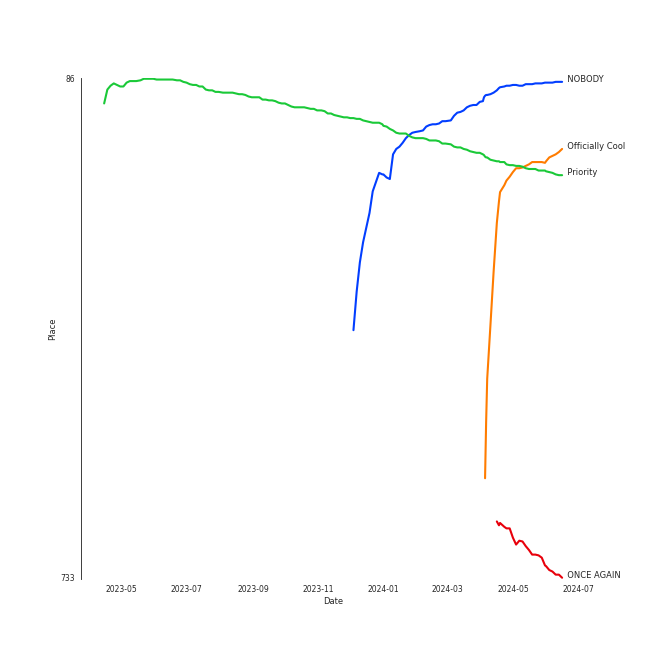 86
NOBODY
Officially Cool
Priority
Place
733
ONCE AGAIN
2023-05
2023-07
2023-09
2023-11
2024-01
2024-03
2024-05
2024-07
Date